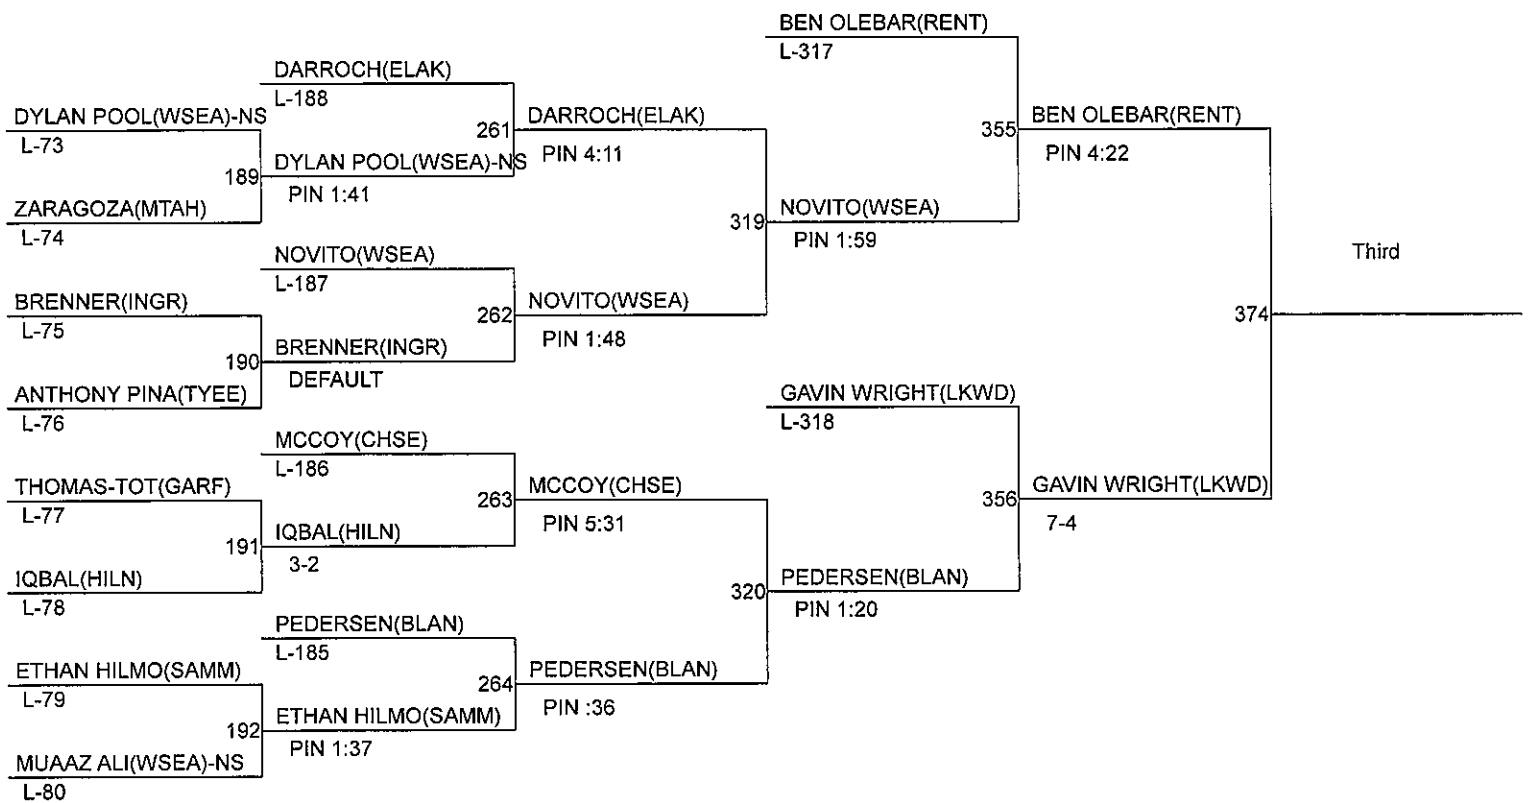 BEN OLEBAR(RENT)
L-317
DARROCH(ELAK)
L-188
DYLAN POOL(WSEA)-NS
L-73
261
DARROCH(ELAK)
PIN 4:11
355
BEN OLEBAR(RENT)
PIN 4:22
189
DYLAN POOL(WSEA)-NS
PIN 1:41
ZARAGOZA(MTAH)
L-74
319
NOVITO(WSEA)
PIN 1:59
NOVITO(WSEA)
L-187
Third
BRENNER(INGR)
L-75
262
NOVITO(WSEA)
PIN 1:48
374
190
BRENNER(INGR)
DEFAULT
ANTHONY PINA(TYEE)
L-76
GAVIN WRIGHT(LKWD)
L-318
MCCOY(CHSE)
L-186
THOMAS-TOT(GARF)
L-77
263
MCCOY(CHSE)
PIN 5:31
356
GAVIN WRIGHT(LKWD)
7-4
191
IQBAL(HILN)
3-2
IQBAL(HILN)
L-78
320
PEDERSEN(BLAN)
PIN 1:20
PEDERSEN(BLAN)
L-185
ETHAN HILMO(SAMM)
L-79
264
PEDERSEN(BLAN)
PIN :36
192
ETHAN HILMO(SAMM)
PIN 1:37
MUAAZ ALI(WSEA)-NS
L-80